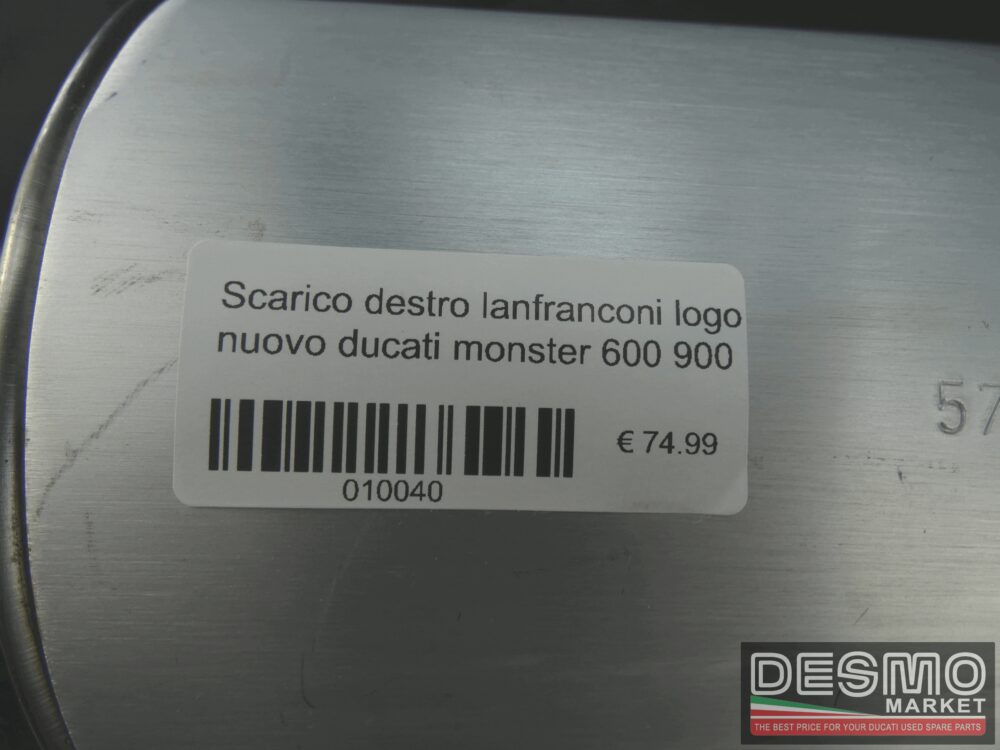 Scarico destro lanfranconi logo
nuovo ducati monster 600 900
€ 74.99
010040
57
DESMO
MARKET
THE BEST PRICE FOR YOUR DUCATI USED SPARE PARTS